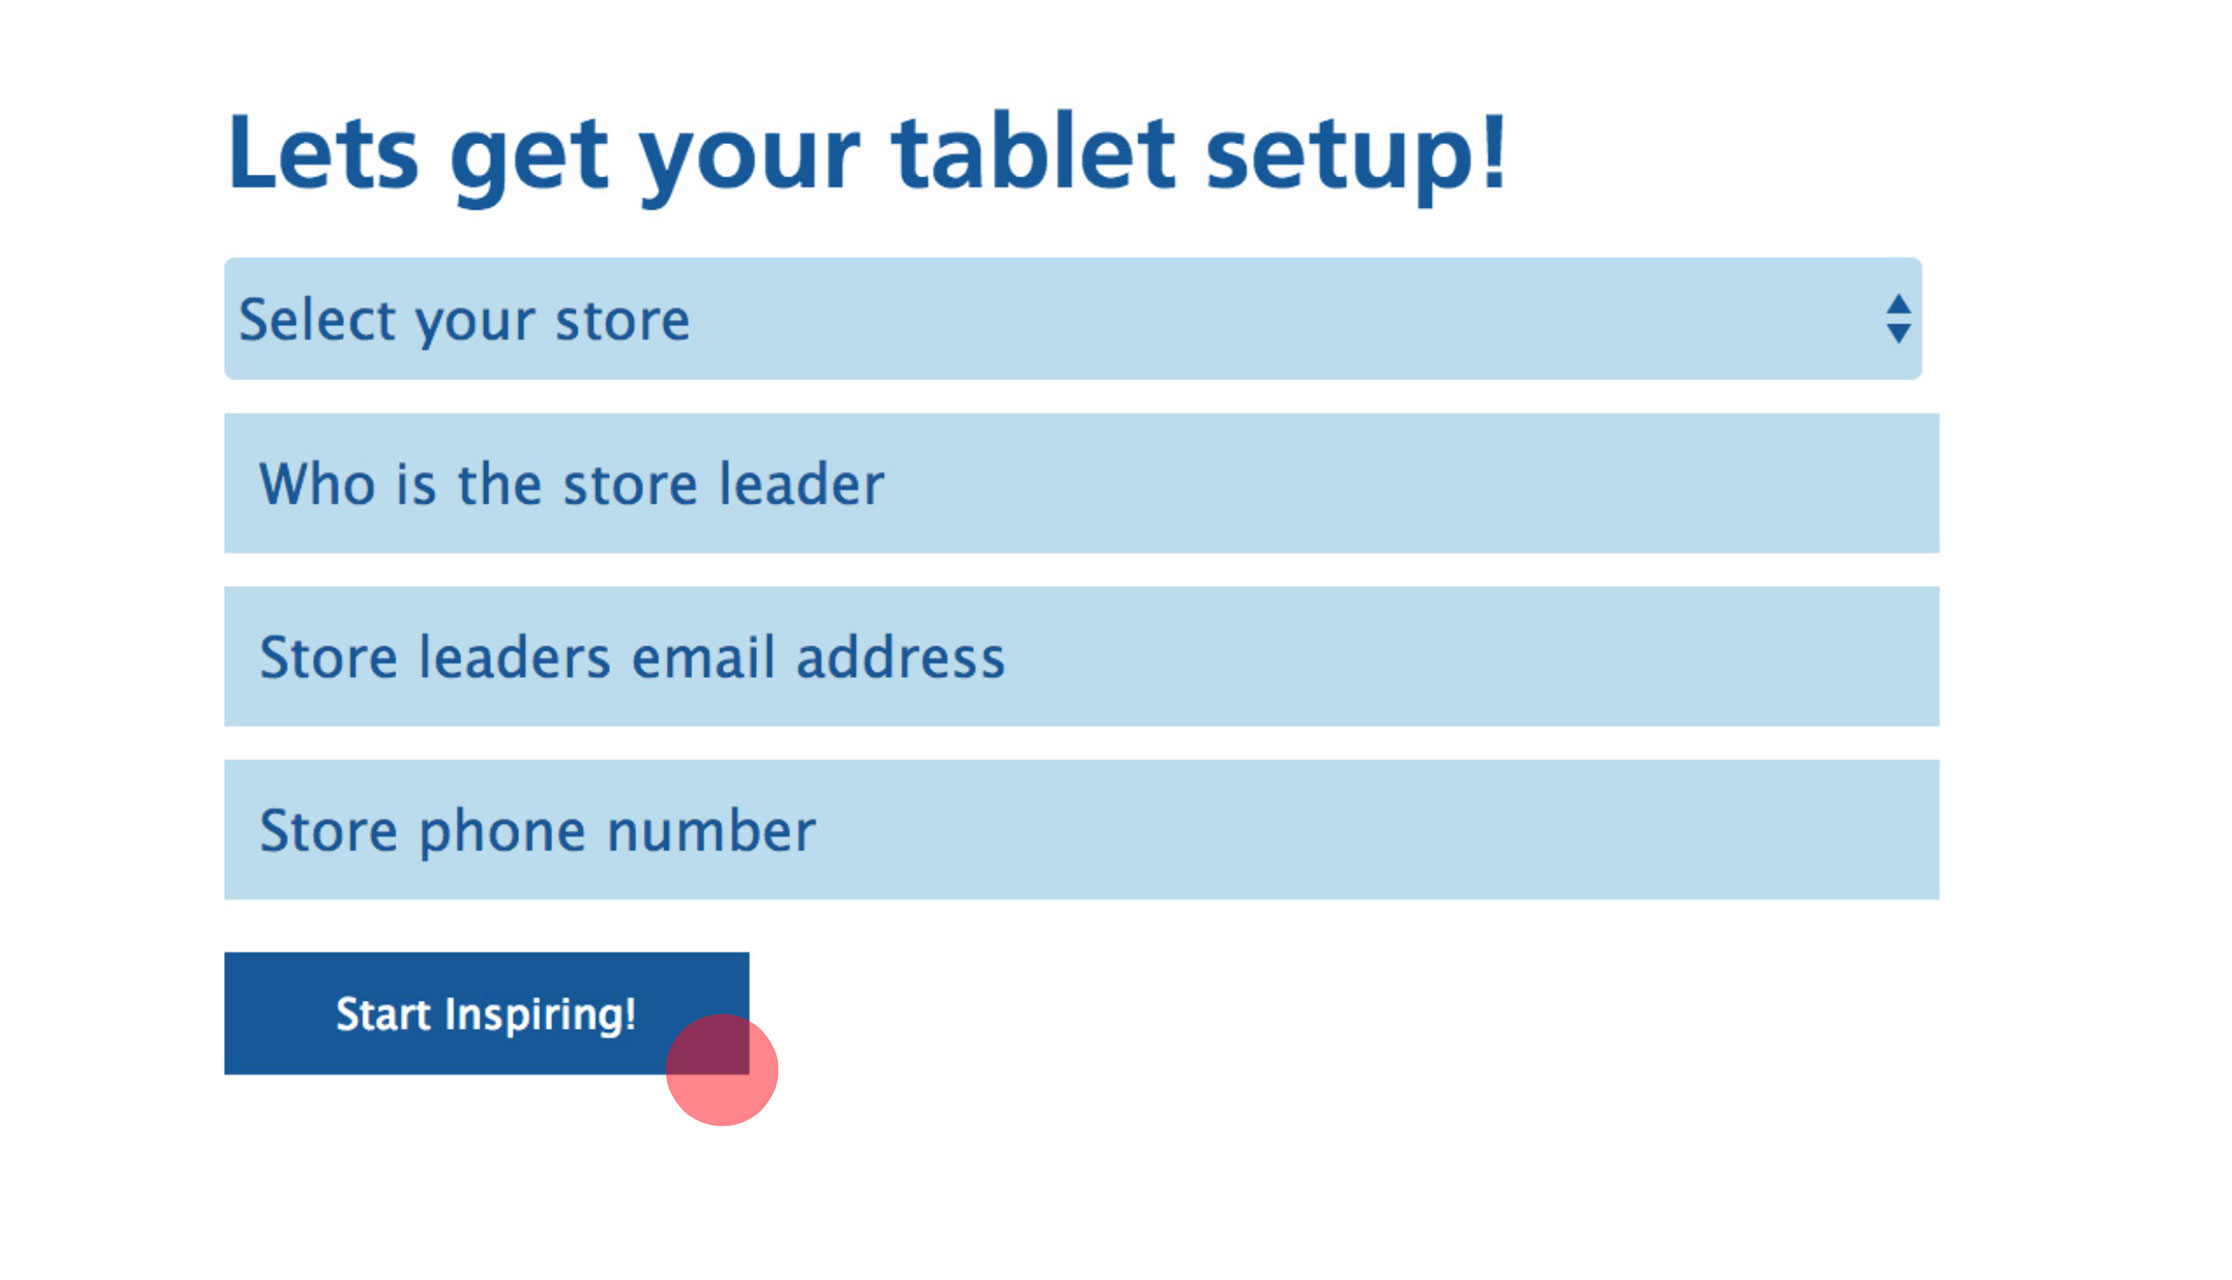 Lets get your tablet setup!
Select your store
Who is the store leader
Store leaders email address
Store phone number
Start Inspiring!